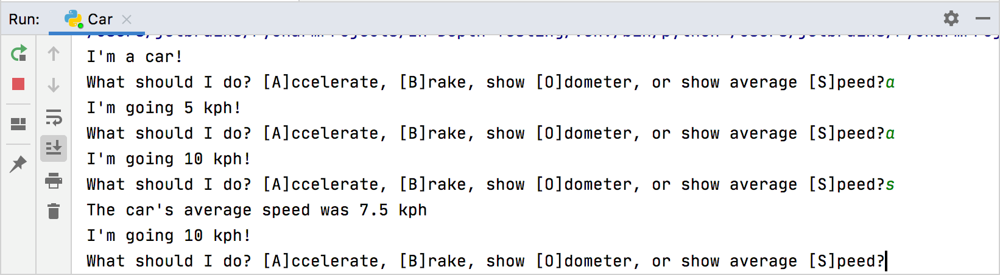 Run: Car
I'm a car!
What should I do? [A]ccelerate, [B]rake, show [O]dometer, or show average [S]peed?a
I'm going 5 kph!
What should I do? [A]ccelerate, [B]rake, show [O]dometer, or show average [S]peed?a
I'm going 10 kph!
What should I do? [A]ccelerate, [B]rake, show [O]dometer, or show average [S]peed?s
The car's average speed was 7.5 kph
I'm going 10 kph!
What should I do? [A]ccelerate, [B]rake, show [O]dometer, or show average [S]peed?